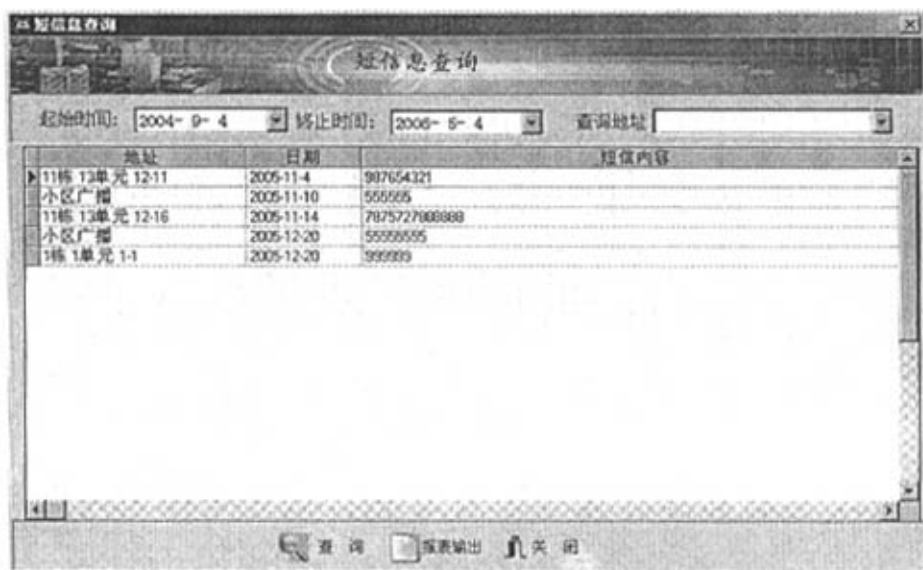 短信息查询
短信息查询
起始时间: 2004- 9- 4 终止时间: 2006- 5- 4 查询地址
地址 日期 短信内容
11栋 13单元 12-11 2005-11-4 987654321
小区广播 2005-11-10 555555
11栋 13单元 12-16 2005-11-14
小区广播 2005-12-20
1栋 1单元 1-1 2005-12-20 999999
查 询 报表输出 关 闭